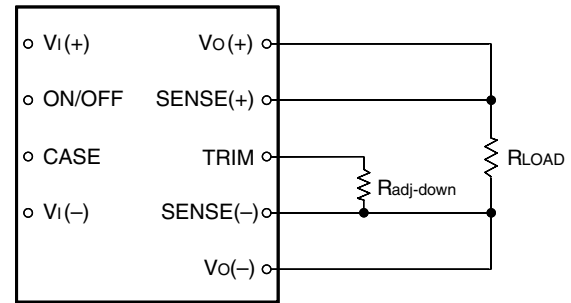 VI(+) VO(+)
ON/OFF SENSE(+)
CASE TRIM RLOAD
Radj-down
VI(–) SENSE(–)
VO(–)